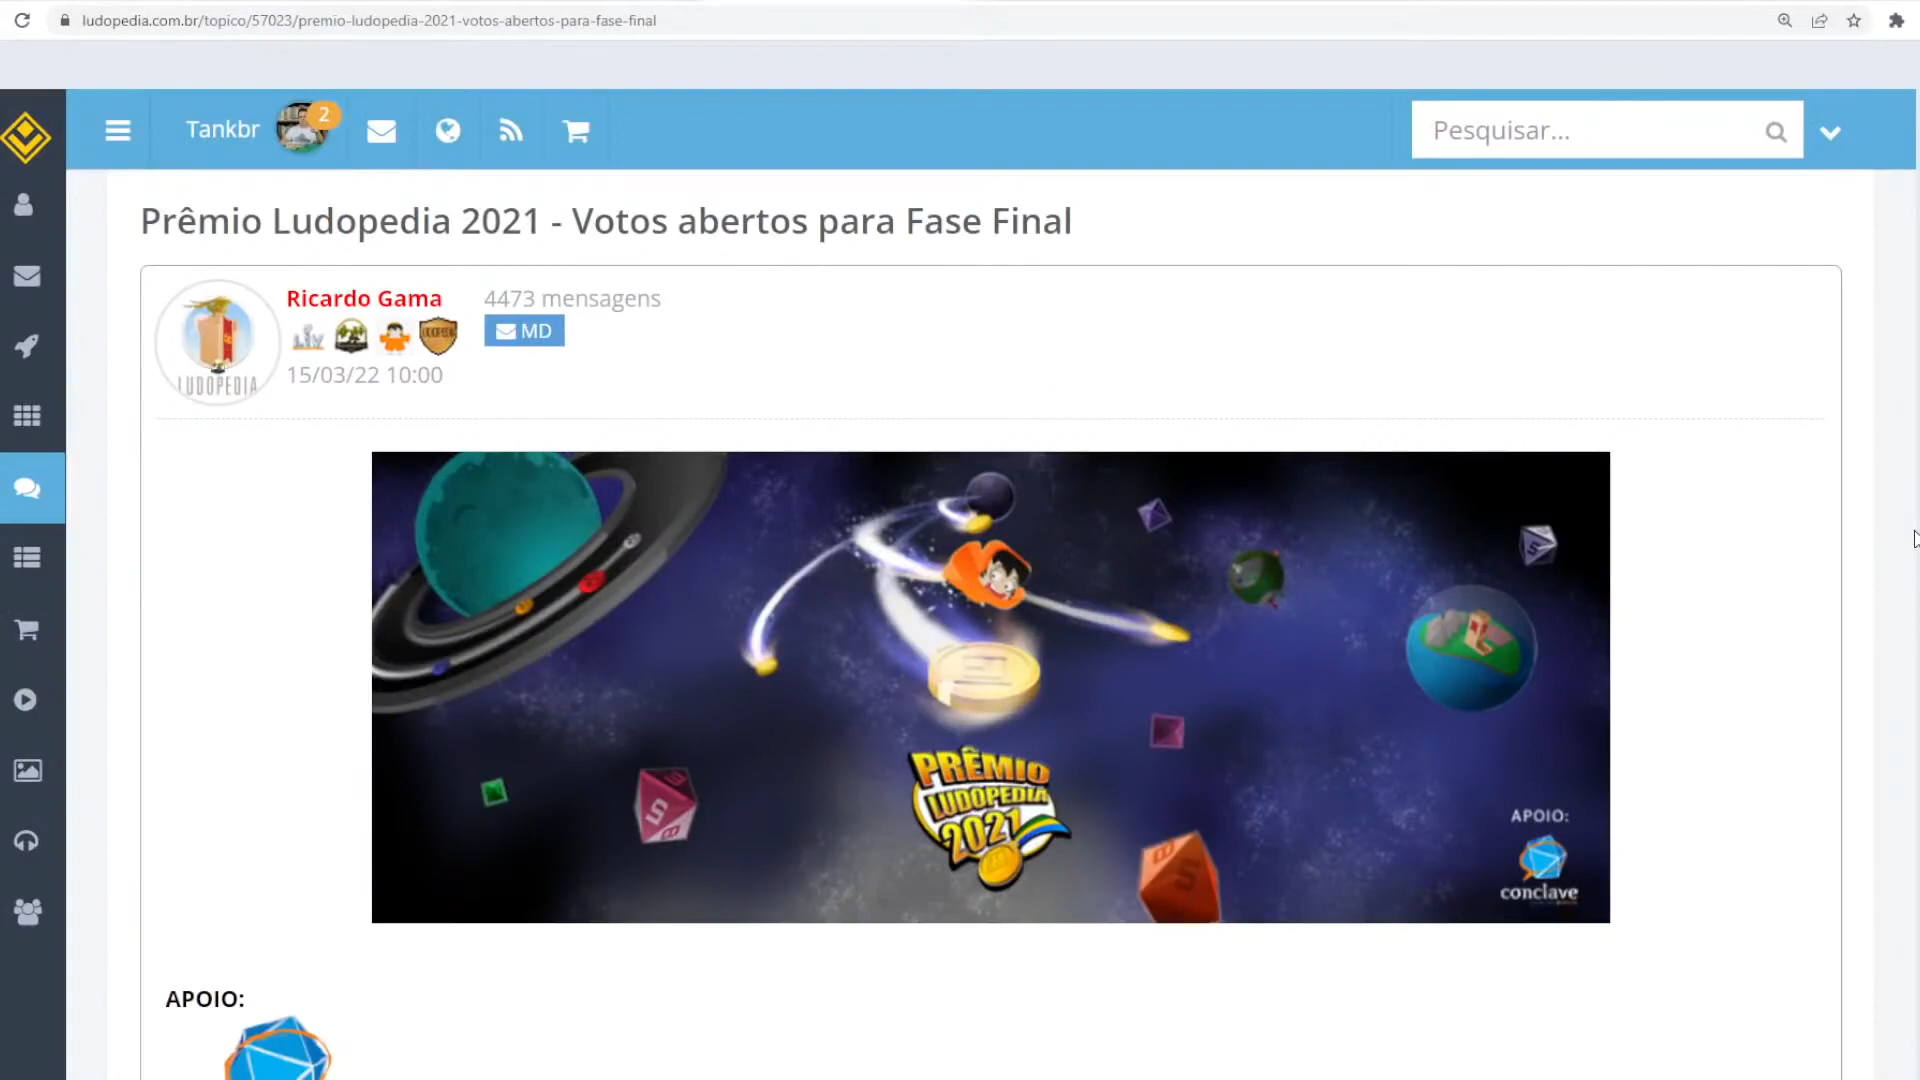 ludopedia.com.br/topico/57023/premio-ludopedia-2021-votos-abertos-para-fase-final
Tankbr
2
Pesquisar...
Prêmio Ludopedia 2021 - Votos abertos para Fase Final
Ricardo Gama
4473 mensagens
MD
15/03/22 10:00
LUDOPEDIA
PRÊMIO
LUDOPEDIA
2021
APOIO:
conclave
APOIO: